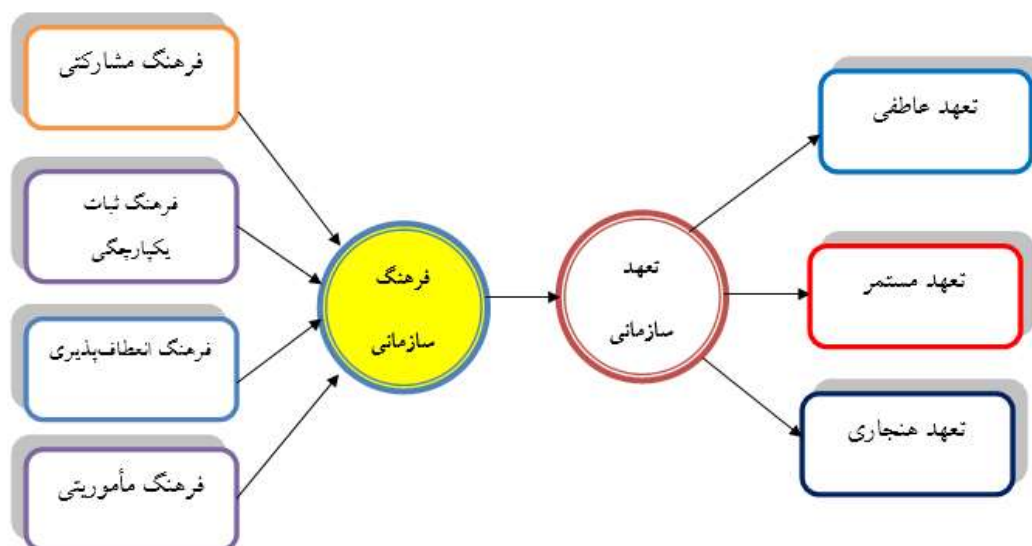 فرهنگ مشارکتی
فرهنگ ثبات
یکپارچگی
فرهنگ انعطاف‌پذیری
فرهنگ مأموریتی
فرهنگ
سازمانی
تعهد
سازمانی
تعهد عاطفی
تعهد مستمر
تعهد هنجاری